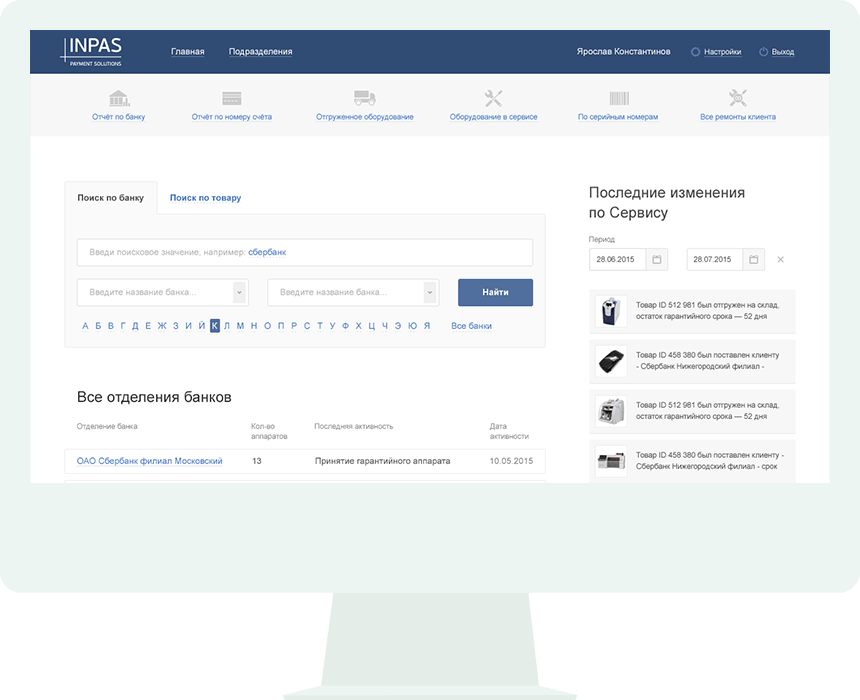 INPAS
PAYMENT SOLUTIONS
Главная Подразделения Ярослав Константинов Настройки Выход
Отчёт по банку Отчёт по номеру счёта Отгруженное оборудование Оборудование в сервисе По серийным номерам Все ремонты клиента
Поиск по банку Поиск по товару
Введи поисковое значение, например: сбербанк
Введите название банка... Введите название банка... Найти
А Б В Г Д Е Ж З И Й К Л М Н О П Р С Т У Ф Х Ц Ч Э Ю Я Все банки
Все отделения банков
Отделение банка Кол-во аппаратов Последняя активность Дата активности
ОАО Сбербанк филиал Московский 13 Принятие гарантийного аппарата 10.05.2015
Последние изменения
по Сервису
Период
28.06.2015 28.07.2015
Товар ID 512 981 был отгружен на склад,
остаток гарантийного срока — 52 дня
Товар ID 458 380 был поставлен клиенту
- Сбербанк Нижегородский филиал -
Товар ID 512 981 был отгружен на склад,
остаток гарантийного срока — 52 дня
Товар ID 458 380 был поставлен клиенту -
Сбербанк Нижегородский филиал - срок